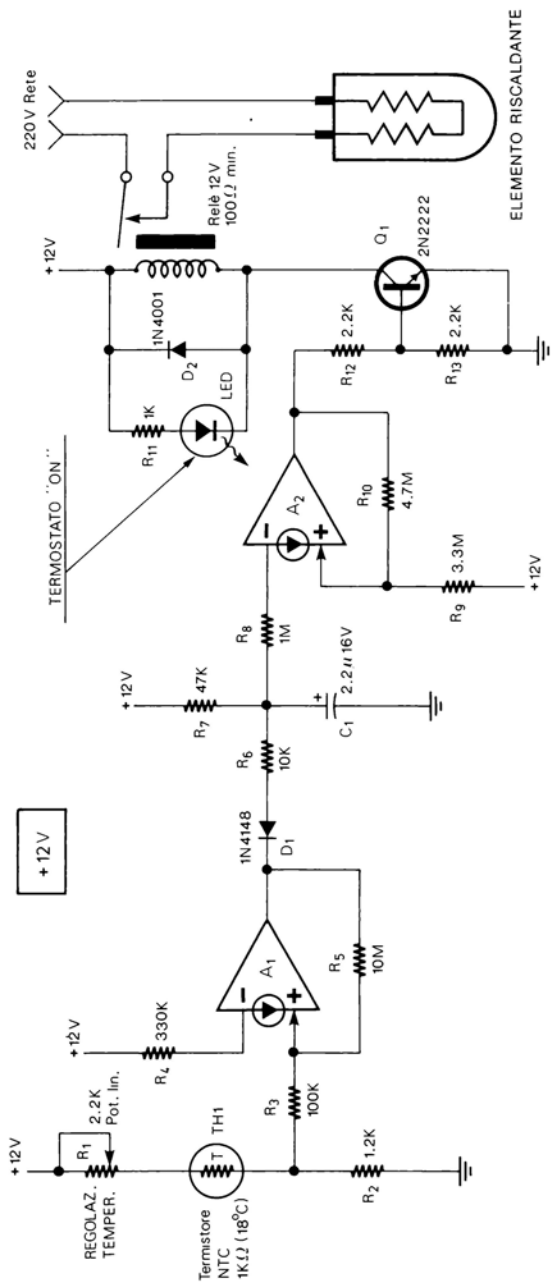 +12V
+12V
2.2K
Pot. lin.
R1
REGOLAZ.
TEMPER.
Termistore
NTC
1KΩ (18°C)
T
TH1
R2
1.2K
R3
100K
+12V
R4
330K
A1
−
+
R5
10M
1N4148
D1
R6
10K
+12V
R7
47K
+
C1
2.2µ16V
R8
1M
A2
−
+
R10
4.7M
R9
3.3M
+12V
TERMOSTATO "ON"
R11
1K
LED
D2
1N4001
+12V
Relè 12V
100Ω min.
220V Rete
R12
2.2K
R13
2.2K
Q1
2N2222
ELEMENTO RISCALDANTE